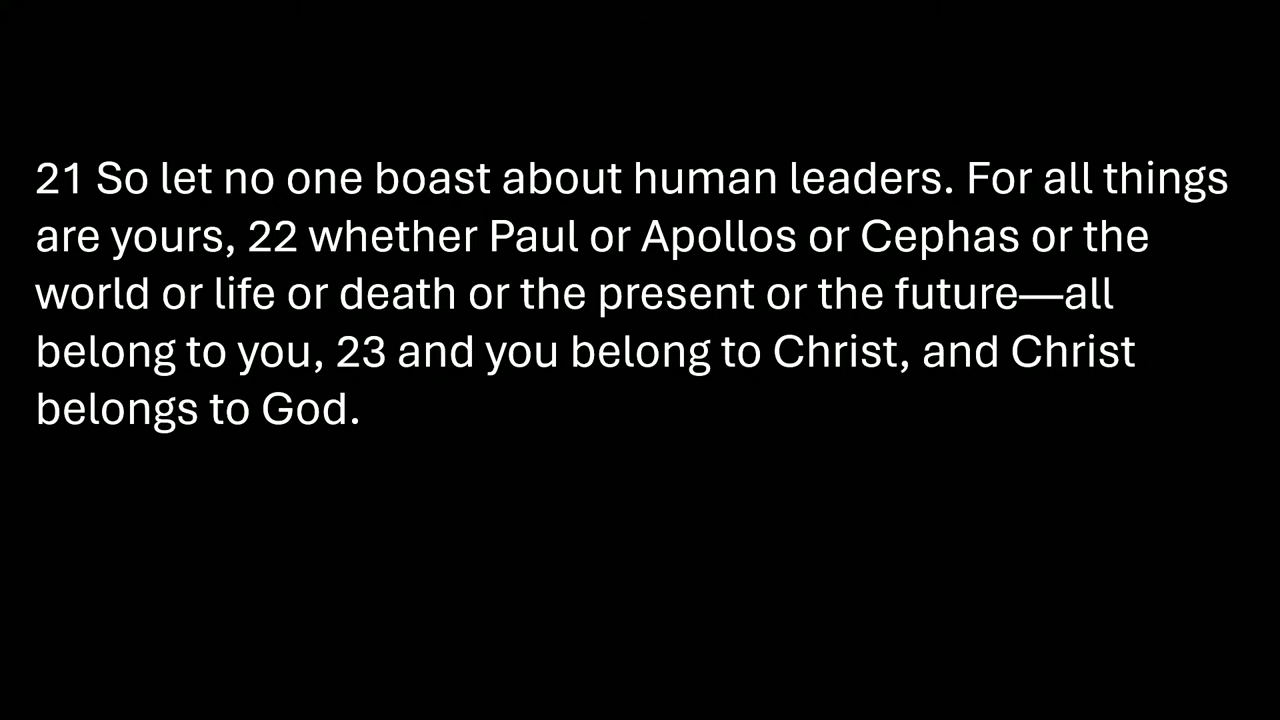 21 So let no one boast about human leaders. For all things
are yours, 22 whether Paul or Apollos or Cephas or the
world or life or death or the present or the future—all
belong to you, 23 and you belong to Christ, and Christ
belongs to God.